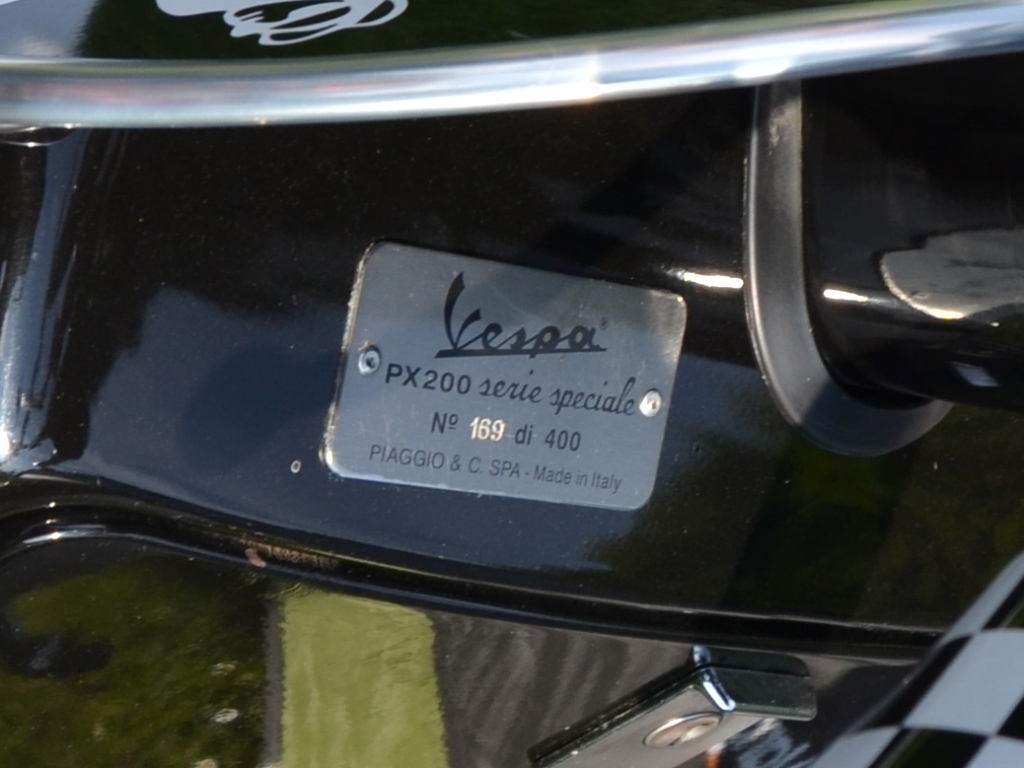 Vespa®
PX200 serie speciale
Nº 169 di 400
PIAGGIO & C. SPA - Made in Italy